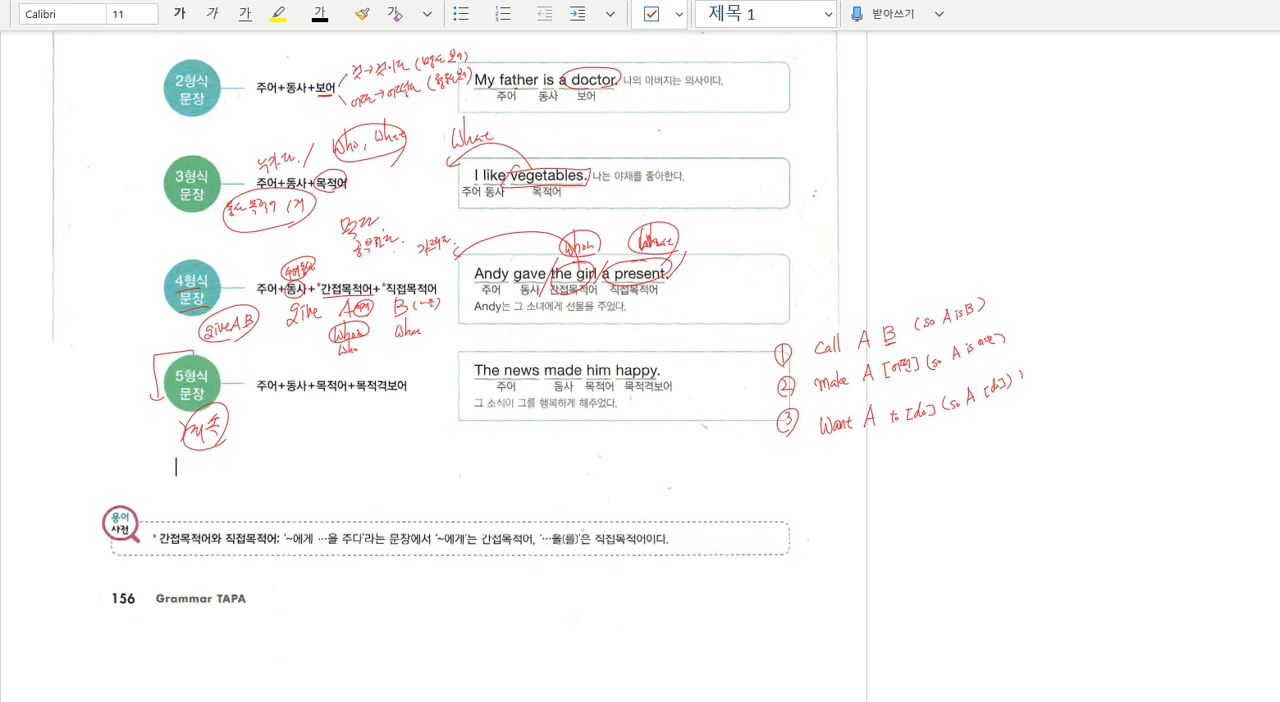 Calibri 11 가 가 가 가 가 제목 1 받아쓰기
2형식 문장
주어+동사+보어
My father is a doctor. 나의 아버지는 의사이다.
주어 동사 보어
who, what
what
3형식 문장
주어+동사+목적어
I like vegetables. 나는 야채를 좋아한다.
주어 동사 목적어
whom what
4형식 문장
주어+동사+*간접목적어+*직접목적어
Andy gave the girl a present.
주어 동사 간접목적어 직접목적어
Andy는 그 소녀에게 선물을 주었다.
give A B
give A B
whom what
who
5형식 문장
주어+동사+목적어+목적격보어
The news made him happy.
주어 동사 목적어 목적격보어
그 소식이 그를 행복하게 해주었다.
① call A B (so A is B)
② make A [어떤] (so A is
③ want A to [do] (so A [do])
용어 사전
*간접목적어와 직접목적어: '~에게 …을 주다'라는 문장에서 '~에게'는 간접목적어, '…을(를)'은 직접목적어이다.
156 Grammar TAPA